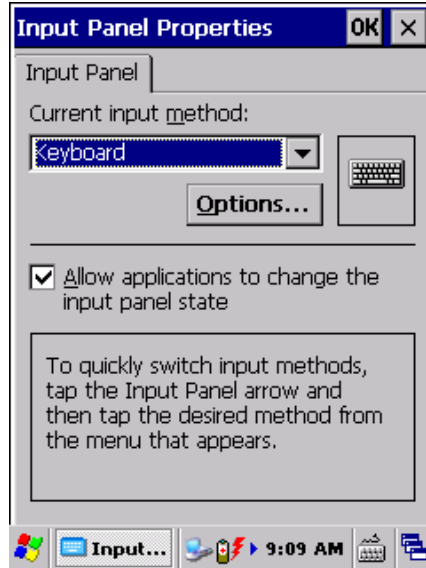 Input Panel Properties OK ×
Input Panel
Current input method:
Keyboard
Options...
Allow applications to change the
input panel state
To quickly switch input methods,
tap the Input Panel arrow and
then tap the desired method from
the menu that appears.
Input... 9:09 AM